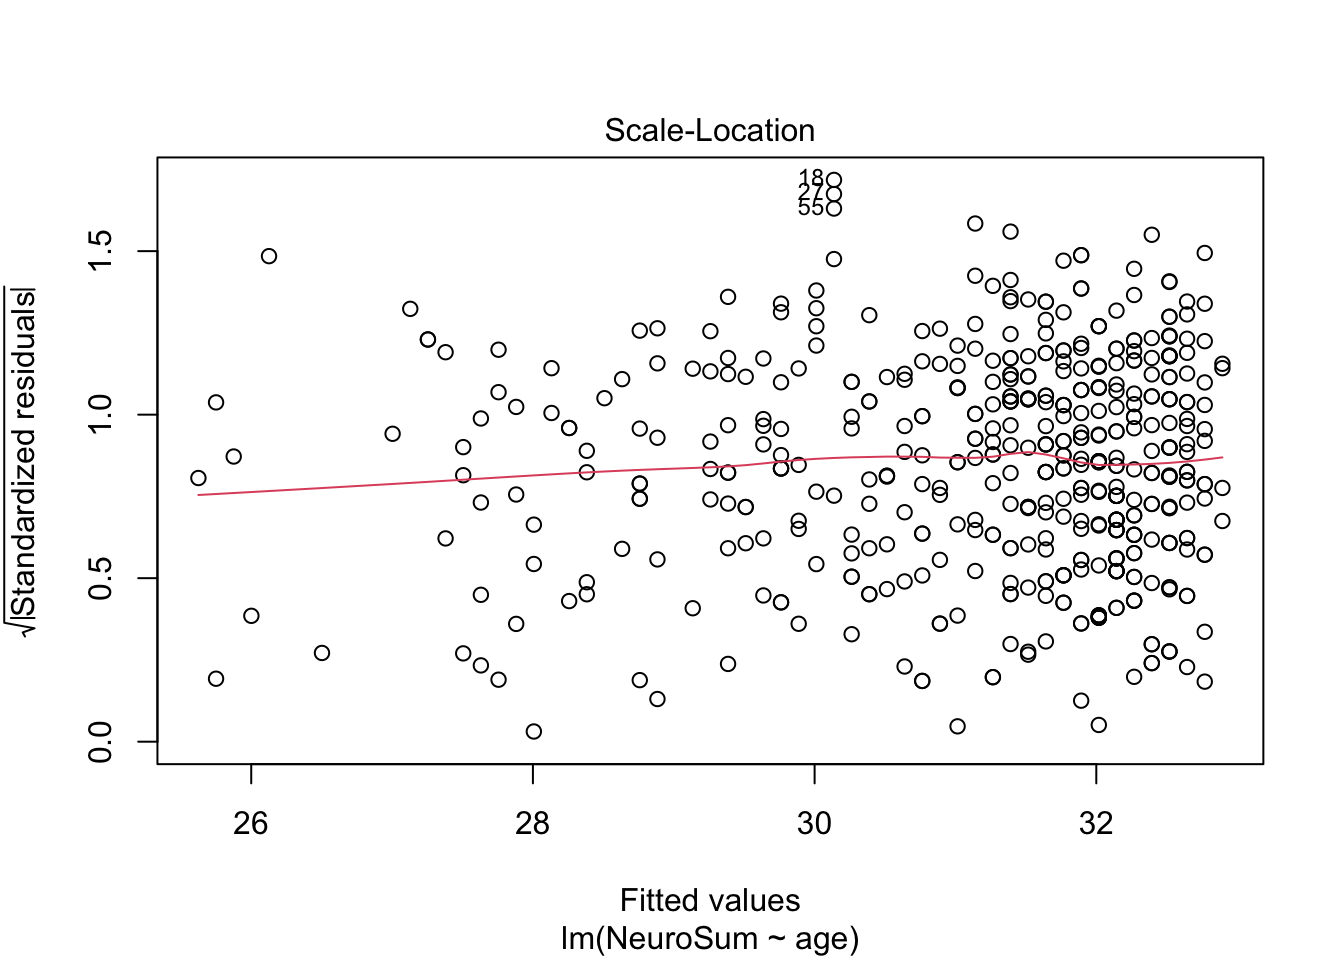 Scale-Location
18
27
55
√|Standardized residuals|
0.0
0.5
1.0
1.5
26
28
30
32
Fitted values
lm(NeuroSum ~ age)